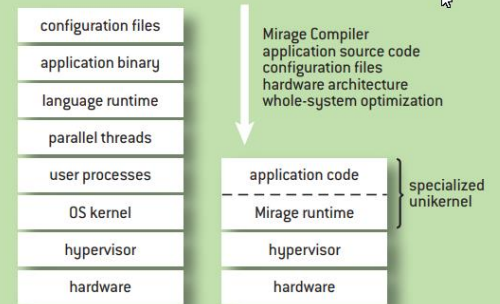 configuration files
application binary
language runtime
parallel threads
user processes
OS kernel
hypervisor
hardware
Mirage Compiler
application source code
configuration files
hardware architecture
whole-system optimization
application code
Mirage runtime
hypervisor
hardware
specialized
unikernel